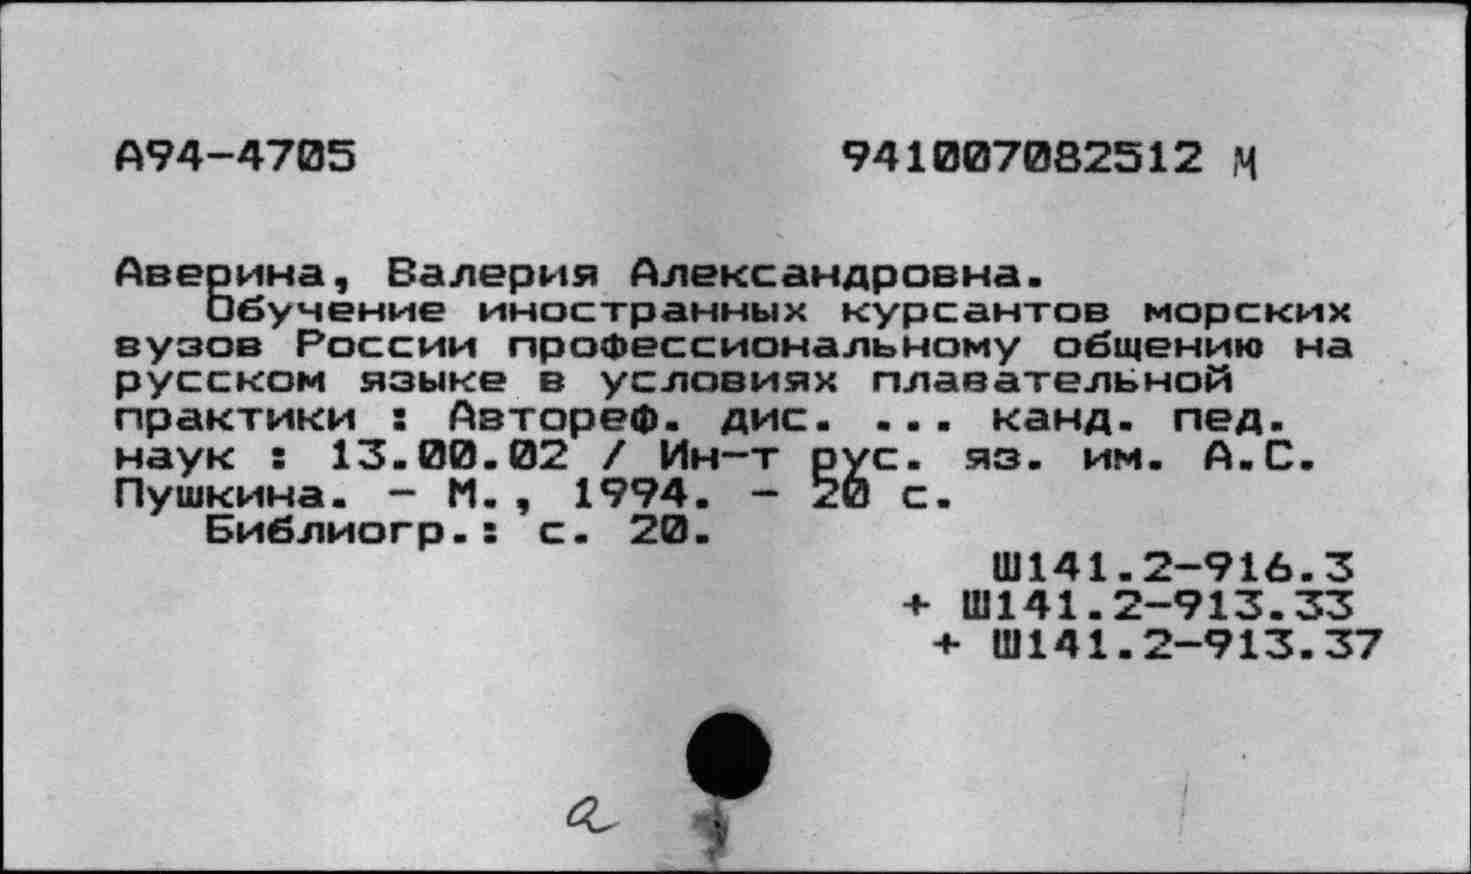 А94-4705 941007082512 М
Аверина, Валерия Александровна.
Обучение иностранных курсантов морских
вузов России профессиональному общению на
русском языке в условиях плавательной
практики : Автореф. дис. ... канд. пед.
наук : 13.00.02 / Ин-т рус. яз. им. А.С.
Пушкина. - М., 1994. - 20 с.
Библиогр.: с. 20.
Ш141.2-916.3
+ Ш141.2-913.33
+ Ш141.2-913.37
а